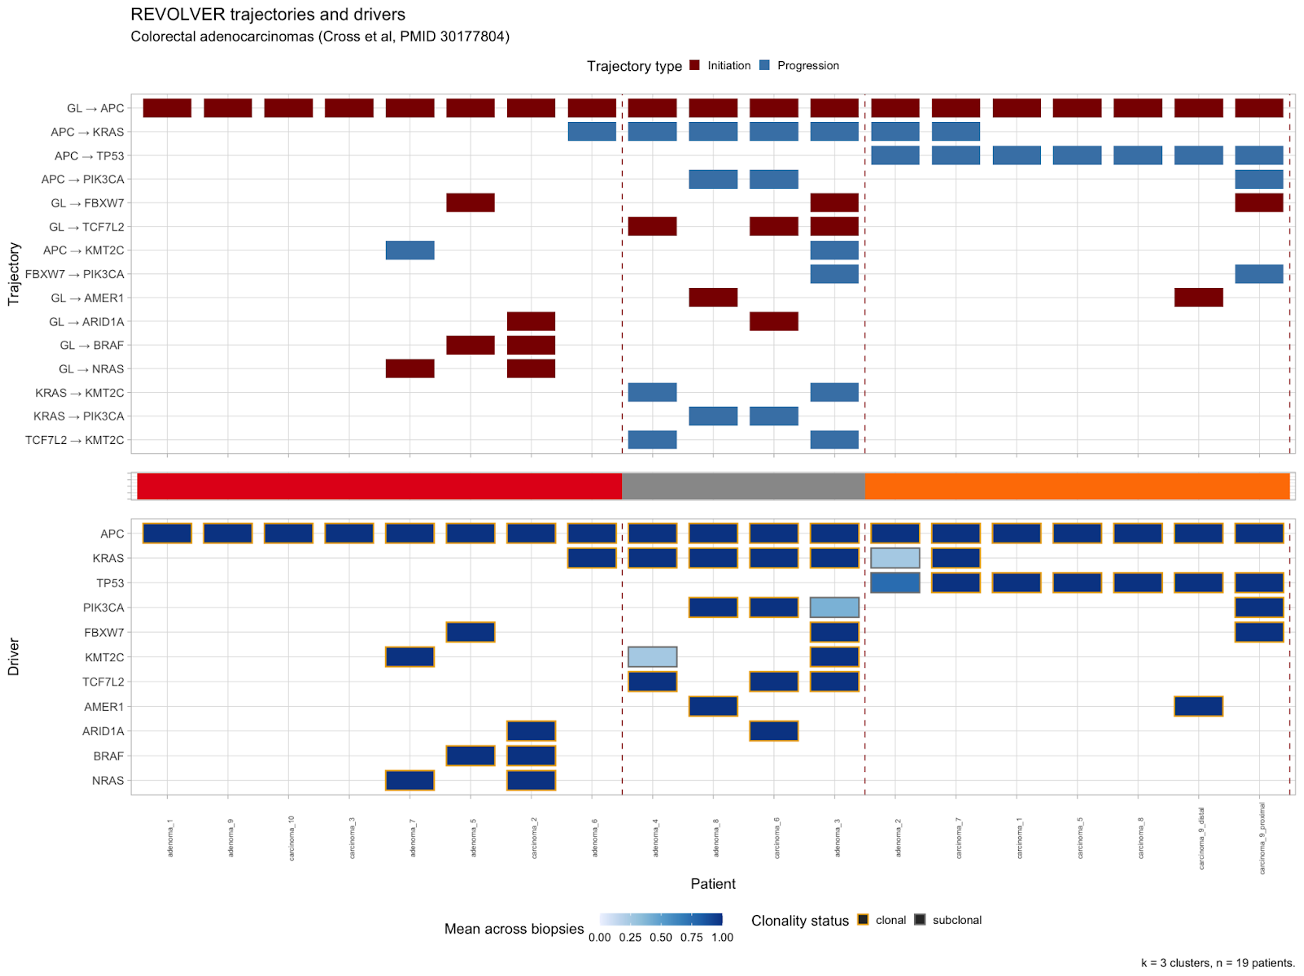 REVOLVER trajectories and drivers
Colorectal adenocarcinomas (Cross et al, PMID 30177804)
Trajectory type Initiation Progression
Trajectory
GL → APC
APC → KRAS
APC → TP53
APC → PIK3CA
GL → FBXW7
GL → TCF7L2
APC → KMT2C
FBXW7 → PIK3CA
GL → AMER1
GL → ARID1A
GL → BRAF
GL → NRAS
KRAS → KMT2C
KRAS → PIK3CA
TCF7L2 → KMT2C
Driver
APC
KRAS
TP53
PIK3CA
FBXW7
KMT2C
TCF7L2
AMER1
ARID1A
BRAF
NRAS
adenoma_1
adenoma_9
carcinoma_10
carcinoma_3
adenoma_7
adenoma_5
carcinoma_2
adenoma_6
adenoma_4
adenoma_8
carcinoma_6
adenoma_3
adenoma_2
carcinoma_7
carcinoma_1
carcinoma_5
carcinoma_8
carcinoma_9_distal
carcinoma_9_proximal
Patient
Mean across biopsies
0.00 0.25 0.50 0.75 1.00
Clonality status clonal subclonal
k = 3 clusters, n = 19 patients.